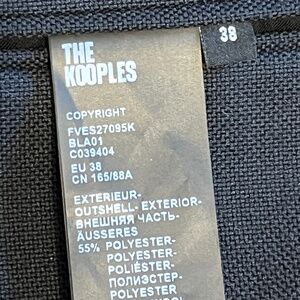 THE
KOOPLES
38
COPYRIGHT
FVES27095K
BLA01
C039404
EU 38
CN 165/88A
EXTERIEUR-
OUTSHELL- EXTERIOR-
ВНЕШНЯЯ ЧАСТЬ-
ÄUSSERES
55% POLYESTER-
POLYESTER-
POLIÉSTER-
ПОЛИЭСТЕР-
POLYESTER